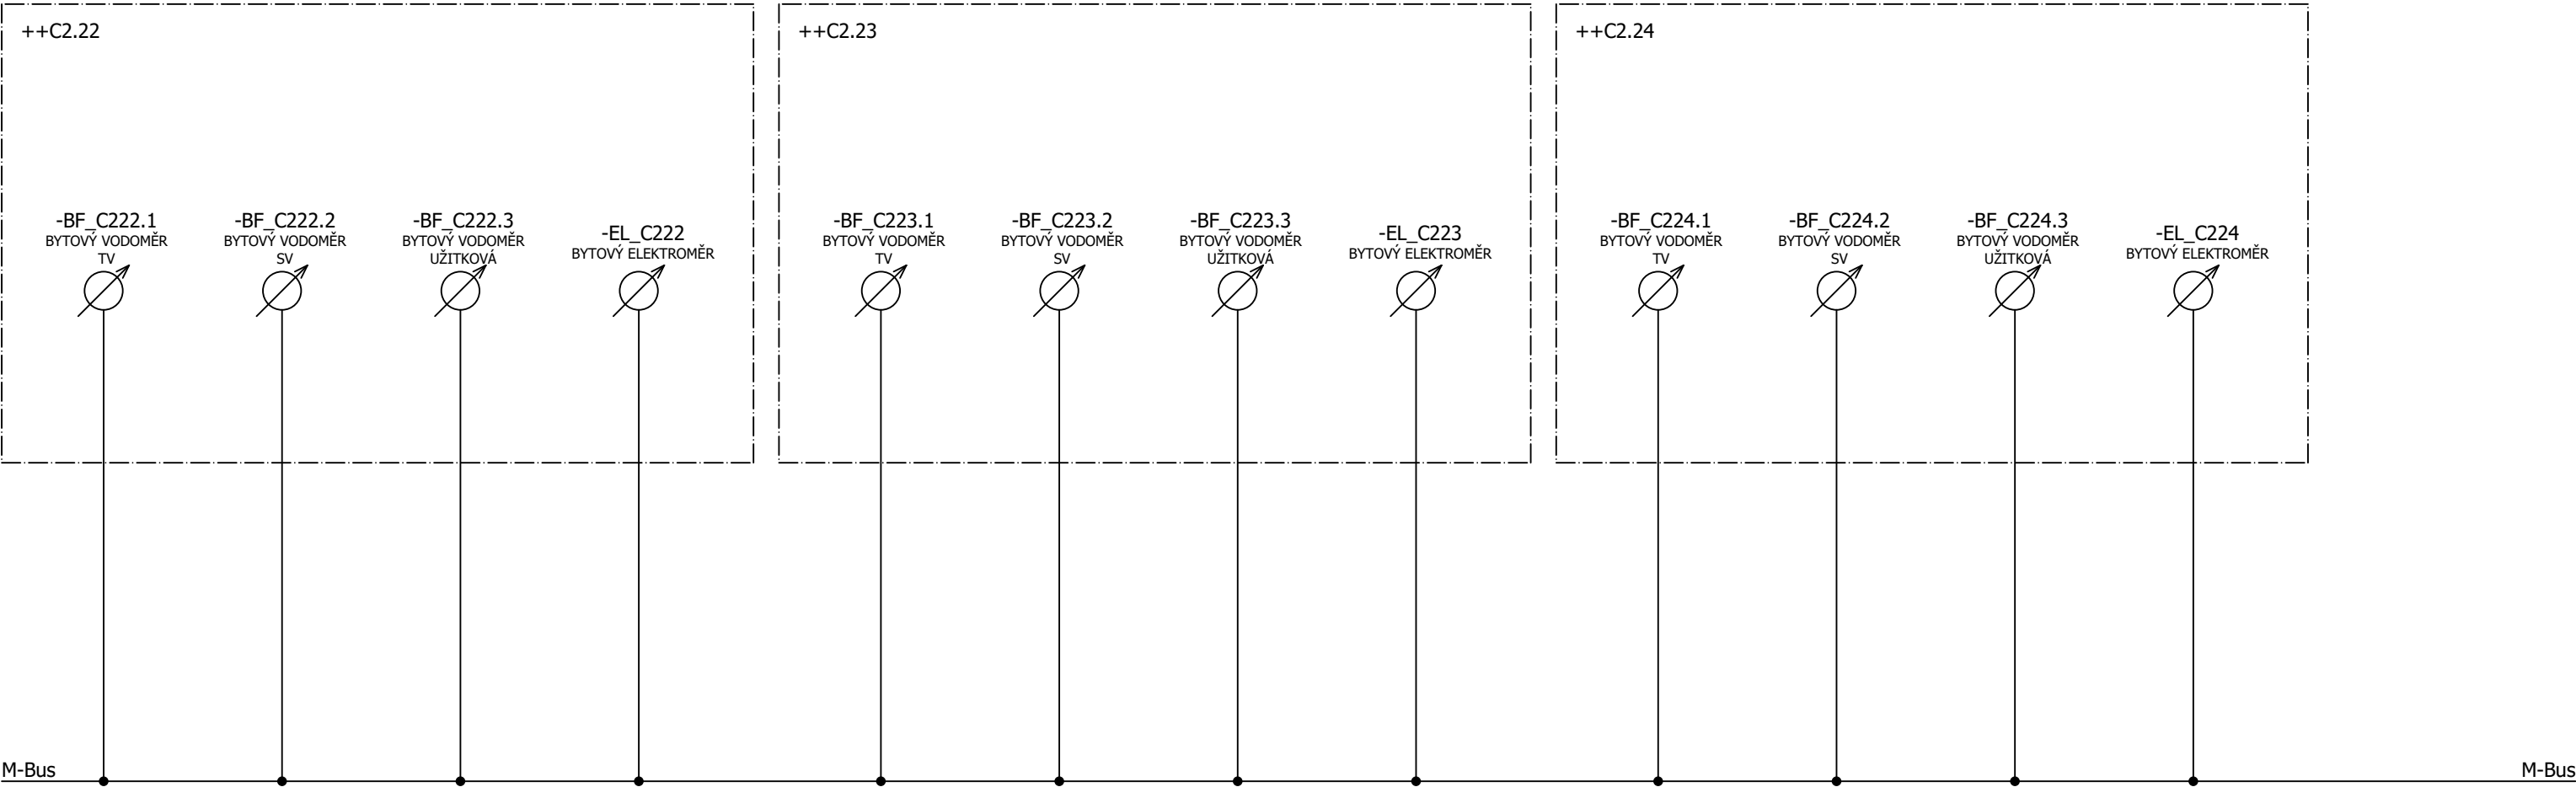 ++C2.22
++C2.23
++C2.24
-BF_C222.1
BYTOVÝ VODOMĚR
TV
-BF_C222.2
BYTOVÝ VODOMĚR
SV
-BF_C222.3
BYTOVÝ VODOMĚR
UŽITKOVÁ
-EL_C222
BYTOVÝ ELEKTROMĚR
-BF_C223.1
BYTOVÝ VODOMĚR
TV
-BF_C223.2
BYTOVÝ VODOMĚR
SV
-BF_C223.3
BYTOVÝ VODOMĚR
UŽITKOVÁ
-EL_C223
BYTOVÝ ELEKTROMĚR
-BF_C224.1
BYTOVÝ VODOMĚR
TV
-BF_C224.2
BYTOVÝ VODOMĚR
SV
-BF_C224.3
BYTOVÝ VODOMĚR
UŽITKOVÁ
-EL_C224
BYTOVÝ ELEKTROMĚR
M-Bus
M-Bus